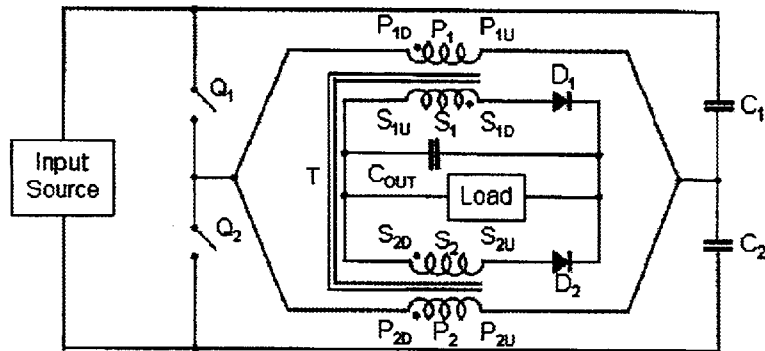 P1D P1 P1U
Q1
D1
S1U S1 S1D
C1
Input
Source
T
COUT
Load
Q2
S2D S2 S2U
C2
D2
P2D P2 P2U